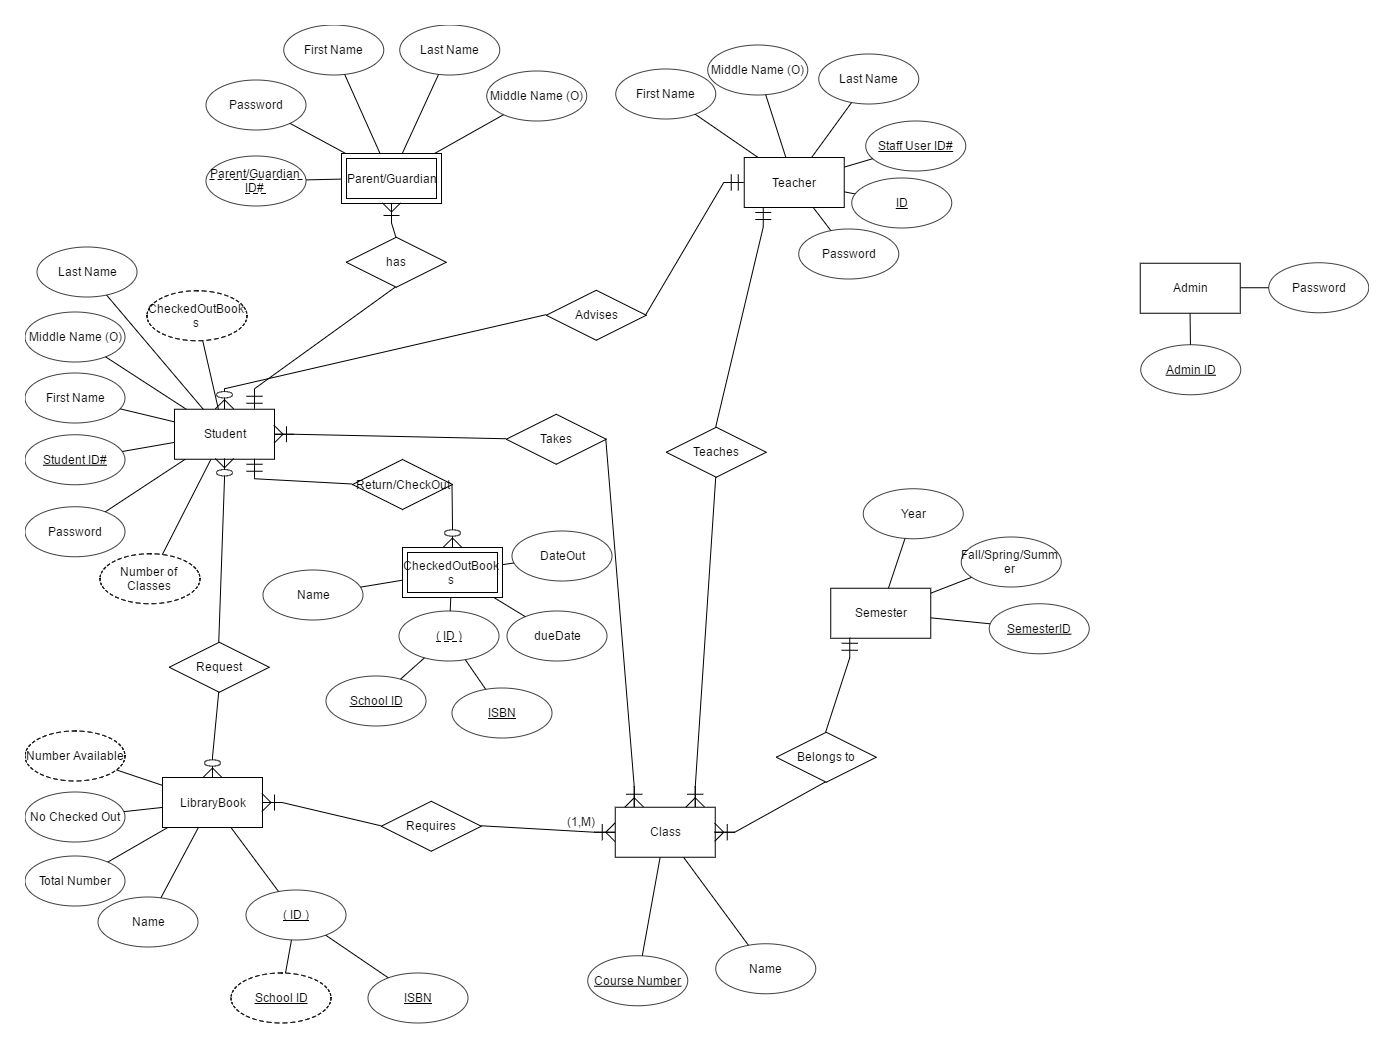 First Name
Last Name
Middle Name (O)
Password
Parent/Guardian
ID#
Parent/Guardian
First Name
Middle Name (O)
Last Name
Staff User ID#
ID
Password
Teacher
Admin
Password
Admin ID
has
Advises
Last Name
CheckedOutBook
s
Middle Name (O)
First Name
Student ID#
Password
Number of
Classes
Student
Takes
Teaches
Return/CheckOut
CheckedOutBook
s
DateOut
Name
( ID )
dueDate
School ID
ISBN
Year
Fall/Spring/Summ
er
SemesterID
Semester
Request
Belongs to
Number Available
No Checked Out
Total Number
Name
LibraryBook
( ID )
School ID
ISBN
Requires
(1,M)
Class
Course Number
Name